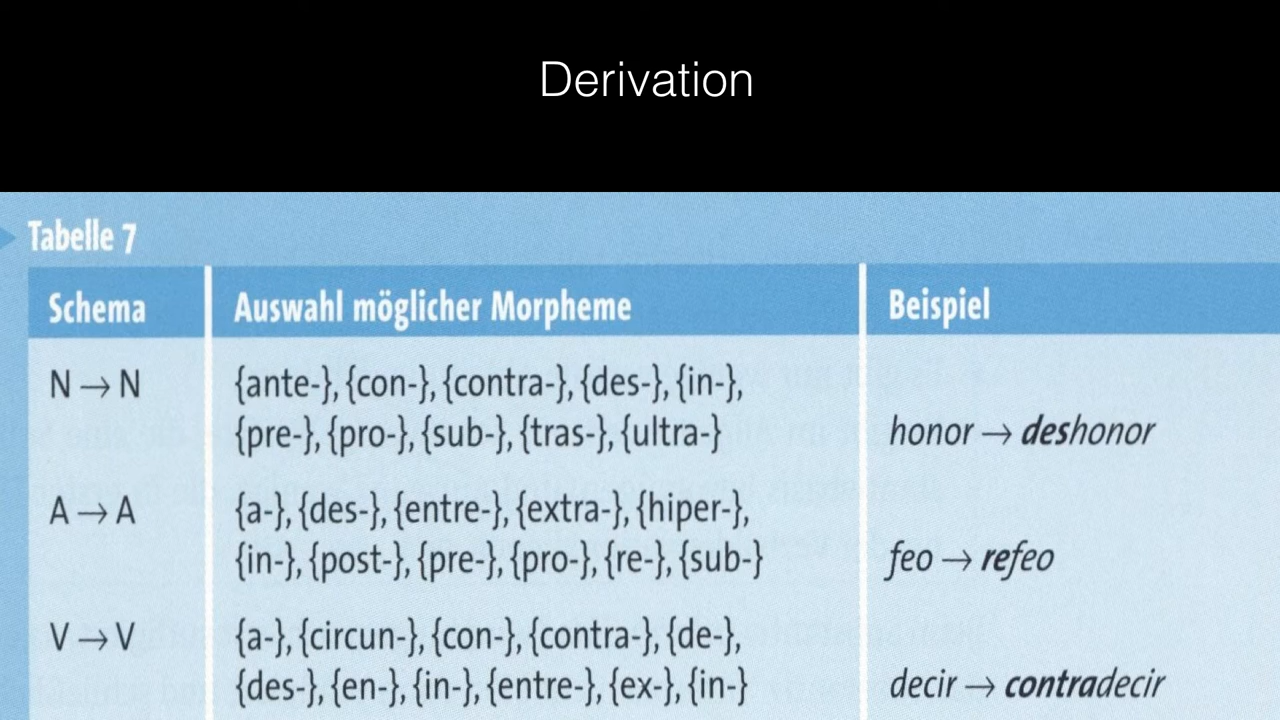 Derivation
Tabelle 7
Schema Auswahl möglicher Morpheme Beispiel
N → N {ante-}, {con-}, {contra-}, {des-}, {in-},
{pre-}, {pro-}, {sub-}, {tras-}, {ultra-} honor → deshonor
A → A {a-}, {des-}, {entre-}, {extra-}, {hiper-},
{in-}, {post-}, {pre-}, {pro-}, {re-}, {sub-} feo → refeo
V → V {a-}, {circun-}, {con-}, {contra-}, {de-},
{des-}, {en-}, {in-}, {entre-}, {ex-}, {in-} decir → contradecir